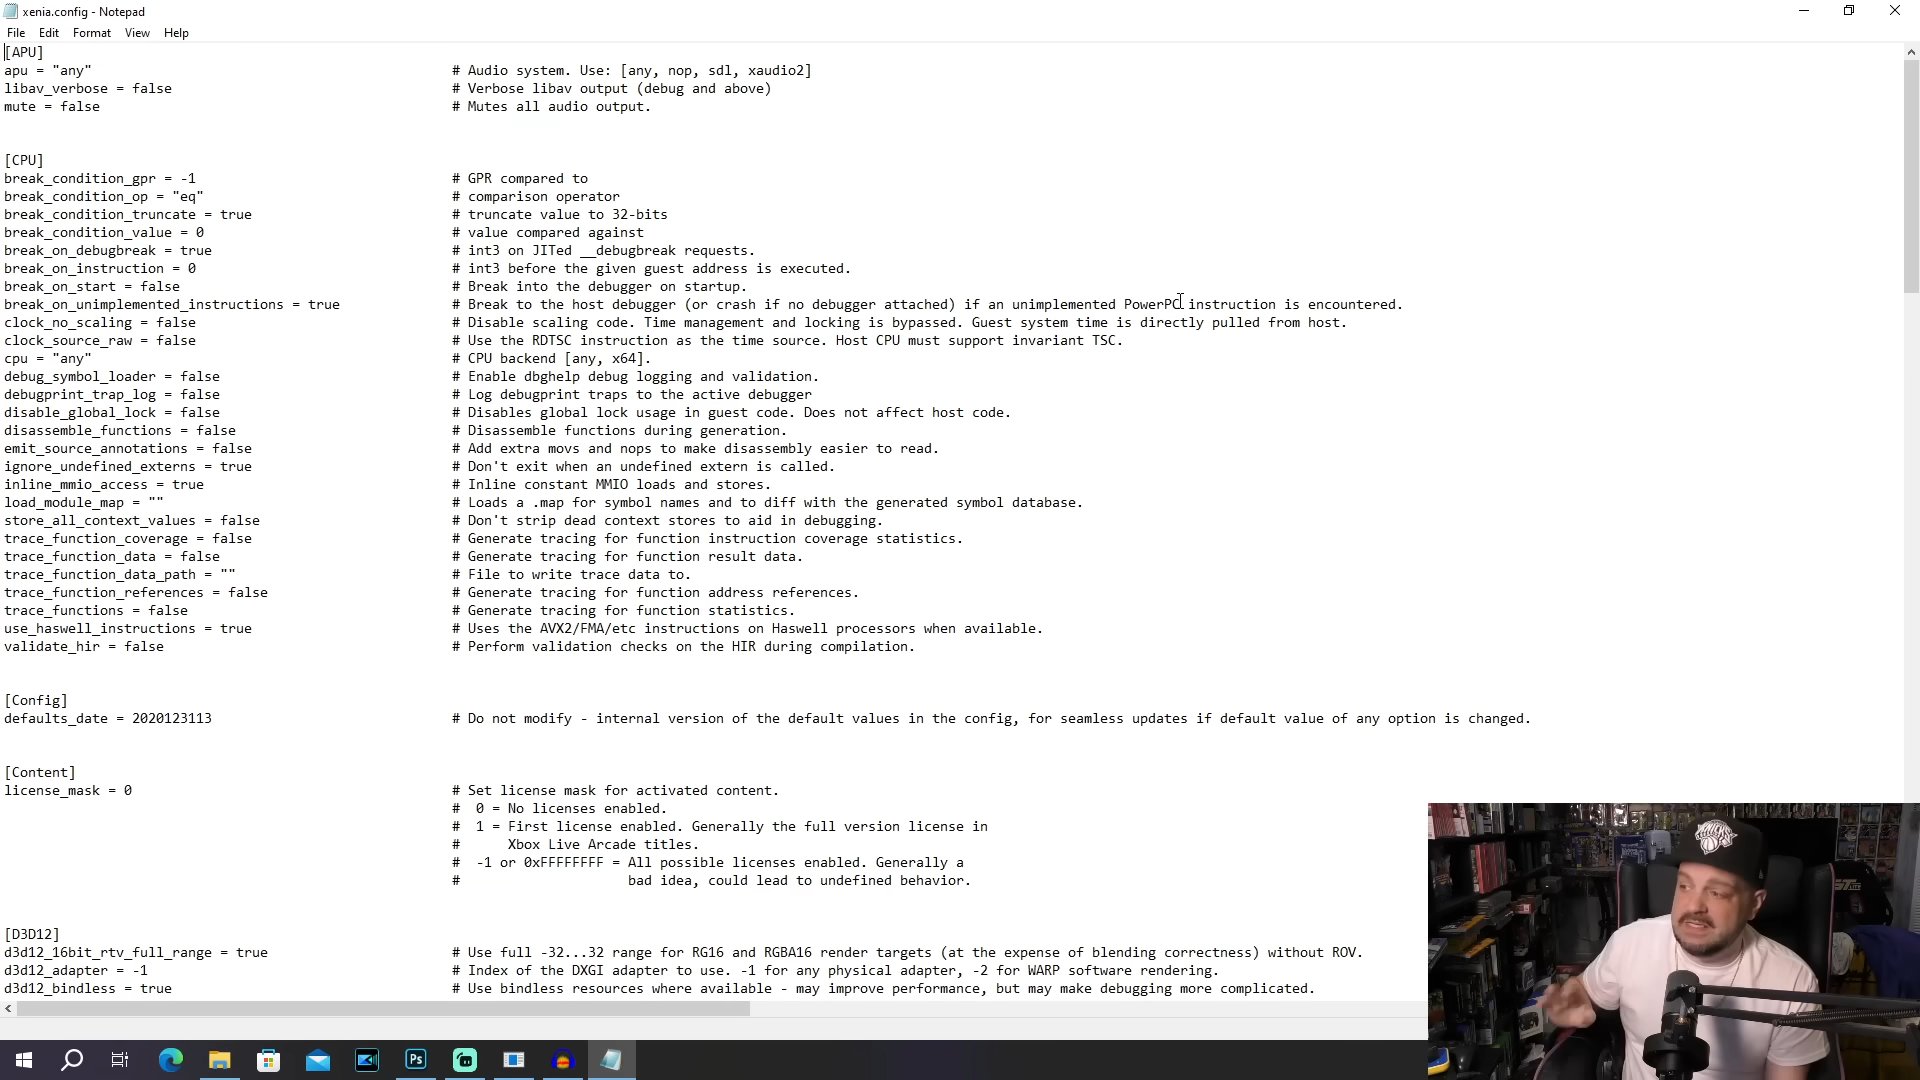 xenia.config - Notepad
File Edit Format View Help
[APU]
apu = "any" # Audio system. Use: [any, nop, sdl, xaudio2]
libav_verbose = false # Verbose libav output (debug and above)
mute = false # Mutes all audio output.
[CPU]
break_condition_gpr = -1 # GPR compared to
break_condition_op = "eq" # comparison operator
break_condition_truncate = true # truncate value to 32-bits
break_condition_value = 0 # value compared against
break_on_debugbreak = true # int3 on JITed __debugbreak requests.
break_on_instruction = 0 # int3 before the given guest address is executed.
break_on_start = false # Break into the debugger on startup.
break_on_unimplemented_instructions = true # Break to the host debugger (or crash if no debugger attached) if an unimplemented PowerPC instruction is encountered.
clock_no_scaling = false # Disable scaling code. Time management and locking is bypassed. Guest system time is directly pulled from host.
clock_source_raw = false # Use the RDTSC instruction as the time source. Host CPU must support invariant TSC.
cpu = "any" # CPU backend [any, x64].
debug_symbol_loader = false # Enable dbghelp debug logging and validation.
debugprint_trap_log = false # Log debugprint traps to the active debugger
disable_global_lock = false # Disables global lock usage in guest code. Does not affect host code.
disassemble_functions = false # Disassemble functions during generation.
emit_source_annotations = false # Add extra movs and nops to make disassembly easier to read.
ignore_undefined_externs = true # Don't exit when an undefined extern is called.
inline_mmio_access = true # Inline constant MMIO loads and stores.
load_module_map = "" # Loads a .map for symbol names and to diff with the generated symbol database.
store_all_context_values = false # Don't strip dead context stores to aid in debugging.
trace_function_coverage = false # Generate tracing for function instruction coverage statistics.
trace_function_data = false # Generate tracing for function result data.
trace_function_data_path = "" # File to write trace data to.
trace_function_references = false # Generate tracing for function address references.
trace_functions = false # Generate tracing for function statistics.
use_haswell_instructions = true # Uses the AVX2/FMA/etc instructions on Haswell processors when available.
validate_hir = false # Perform validation checks on the HIR during compilation.
[Config]
defaults_date = 2020123113 # Do not modify - internal version of the default values in the config, for seamless updates if default value of any option is changed.
[Content]
license_mask = 0 # Set license mask for activated content.
# 0 = No licenses enabled.
# 1 = First license enabled. Generally the full version license in
# Xbox Live Arcade titles.
# -1 or 0xFFFFFFFF = All possible licenses enabled. Generally a
# bad idea, could lead to undefined behavior.
[D3D12]
d3d12_16bit_rtv_full_range = true # Use full -32...32 range for RG16 and RGBA16 render targets (at the expense of blending correctness) without ROV.
d3d12_adapter = -1 # Index of the DXGI adapter to use. -1 for any physical adapter, -2 for WARP software rendering.
d3d12_bindless = true # Use bindless resources where available - may improve performance, but may make debugging more complicated.
Ps